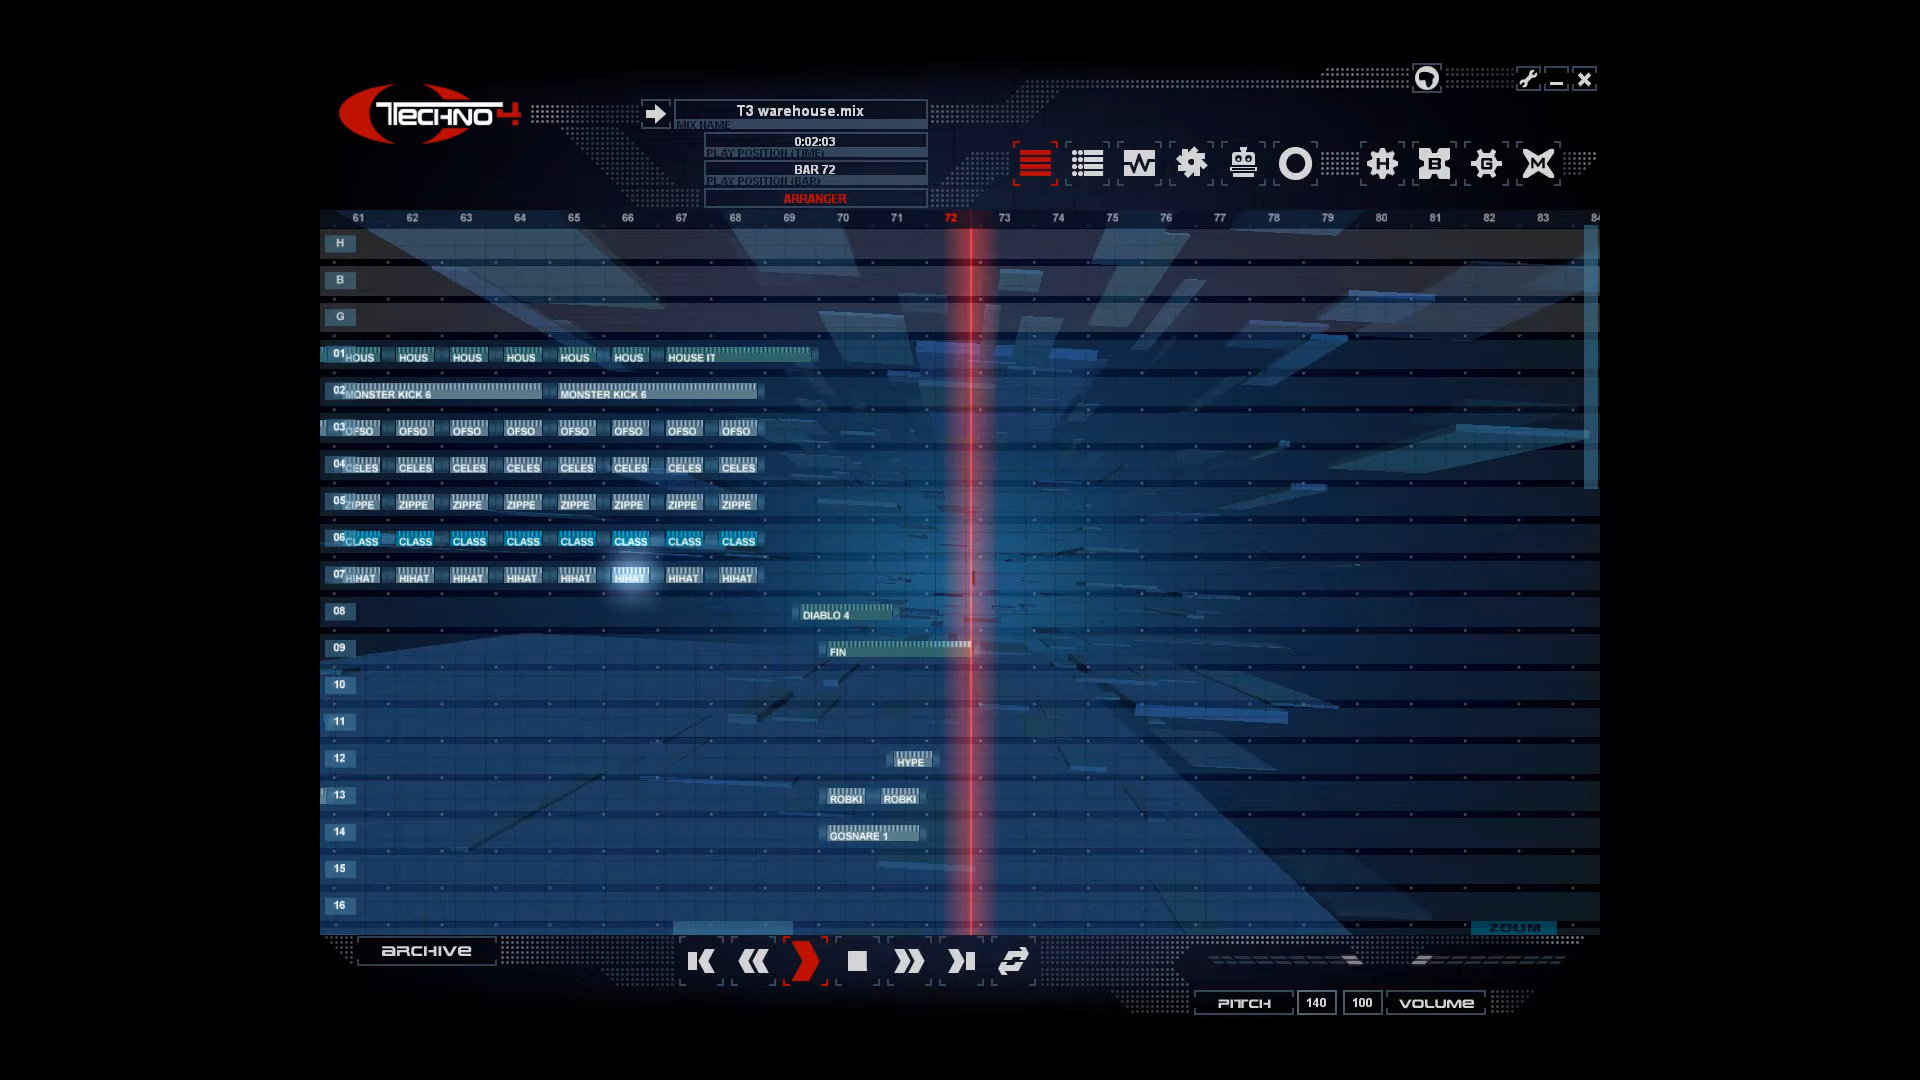 TECHNO 4
T3 warehouse.mix
MIX NAME
0:02:03
PLAY POSITION (TIME)
BAR 72
PLAY POSITION (BAR)
ARRANGER
H B G M
61 62 63 64 65 66 67 68 69 70 71 72 73 74 75 76 77 78 79 80 81 82 83 84
H
B
G
01 HOUS HOUS HOUS HOUS HOUS HOUS HOUSE IT
02 MONSTER KICK 6 MONSTER KICK 6
03 OFSO OFSO OFSO OFSO OFSO OFSO OFSO OFSO
04 CELES CELES CELES CELES CELES CELES CELES CELES
05 ZIPPE ZIPPE ZIPPE ZIPPE ZIPPE ZIPPE ZIPPE ZIPPE
06 CLASS CLASS CLASS CLASS CLASS CLASS CLASS CLASS
07 HIHAT HIHAT HIHAT HIHAT HIHAT HIHAT HIHAT HIHAT
08 DIABLO 4
09 FIN
10
11
12 HYPE
13 ROBKI ROBKI
14 GOSNARE 1
15
16
ZOUM
ARCHIVE
PITCH 140 100 VOLUME